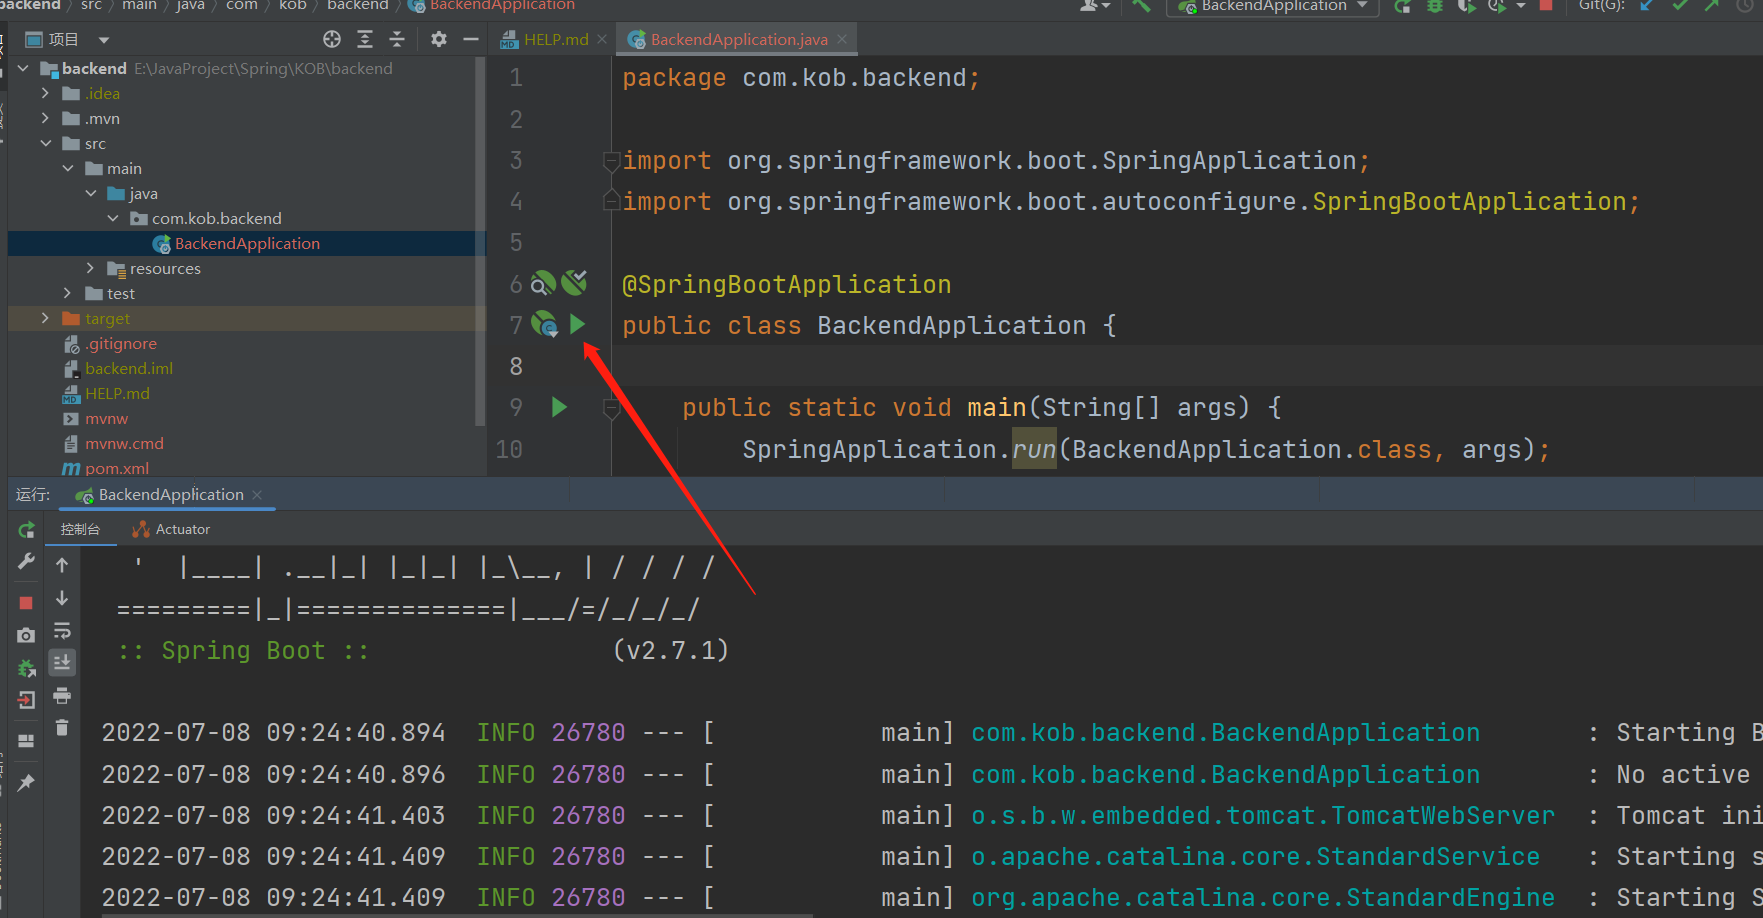 backend src main java com kob backend BackendApplication
BackendApplication Git(G):
项目
HELP.md
BackendApplication.java
backend E:\JavaProject\Spring\KOB\backend
.idea
.mvn
src
main
java
com.kob.backend
BackendApplication
resources
test
target
.gitignore
backend.iml
HELP.md
mvnw
mvnw.cmd
pom.xml
1 package com.kob.backend;
2
3 import org.springframework.boot.SpringApplication;
4 import org.springframework.boot.autoconfigure.SpringBootApplication;
5
6 @SpringBootApplication
7 public class BackendApplication {
8
9 public static void main(String[] args) {
10 SpringApplication.run(BackendApplication.class, args);
运行: BackendApplication
控制台 Actuator
' |____| .__|_| |_|_| |_\__, | / / / /
=========|_|==============|___/=/_/_/_/
:: Spring Boot :: (v2.7.1)
2022-07-08 09:24:40.894 INFO 26780 --- [ main] com.kob.backend.BackendApplication : Starting B
2022-07-08 09:24:40.896 INFO 26780 --- [ main] com.kob.backend.BackendApplication : No active
2022-07-08 09:24:41.403 INFO 26780 --- [ main] o.s.b.w.embedded.tomcat.TomcatWebServer : Tomcat ini
2022-07-08 09:24:41.409 INFO 26780 --- [ main] o.apache.catalina.core.StandardService : Starting s
2022-07-08 09:24:41.409 INFO 26780 --- [ main] org.apache.catalina.core.StandardEngine : Starting S